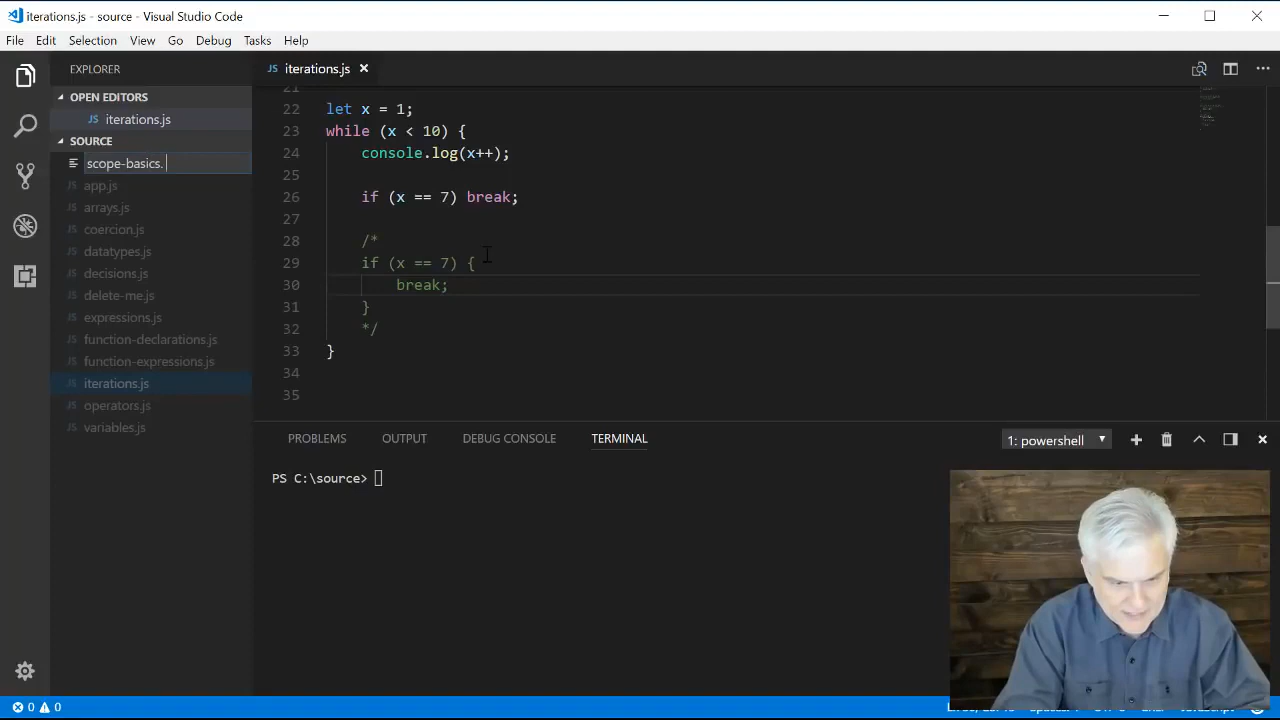 iterations.js - source - Visual Studio Code
File Edit Selection View Go Debug Tasks Help
EXPLORER
JS iterations.js
OPEN EDITORS
iterations.js
SOURCE
scope-basics.
app.js
arrays.js
coercion.js
datatypes.js
decisions.js
delete-me.js
expressions.js
function-declarations.js
function-expressions.js
iterations.js
operators.js
variables.js
21
22 let x = 1;
23 while (x < 10) {
24 console.log(x++);
25
26 if (x == 7) break;
27
28 /*
29 if (x == 7) {
30 break;
31 }
32 */
33 }
34
35
PROBLEMS OUTPUT DEBUG CONSOLE TERMINAL 1: powershell
PS C:\source>
0 0